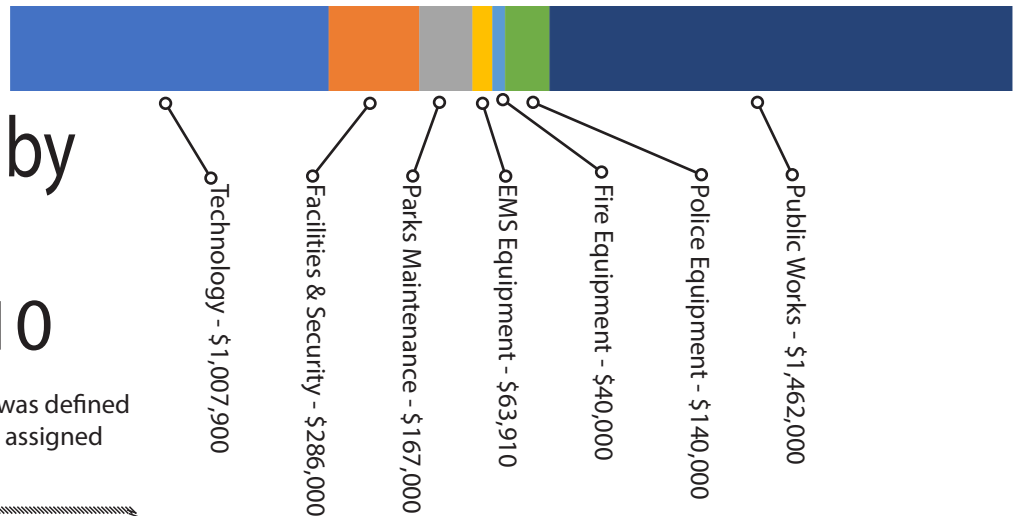 by
10
was defined
assigned
Technology - $1,007,900
Facilities & Security - $286,000
Parks Maintenance - $167,000
EMS Equipment - $63,910
Fire Equipment - $40,000
Police Equipment - $140,000
Public Works - $1,462,000